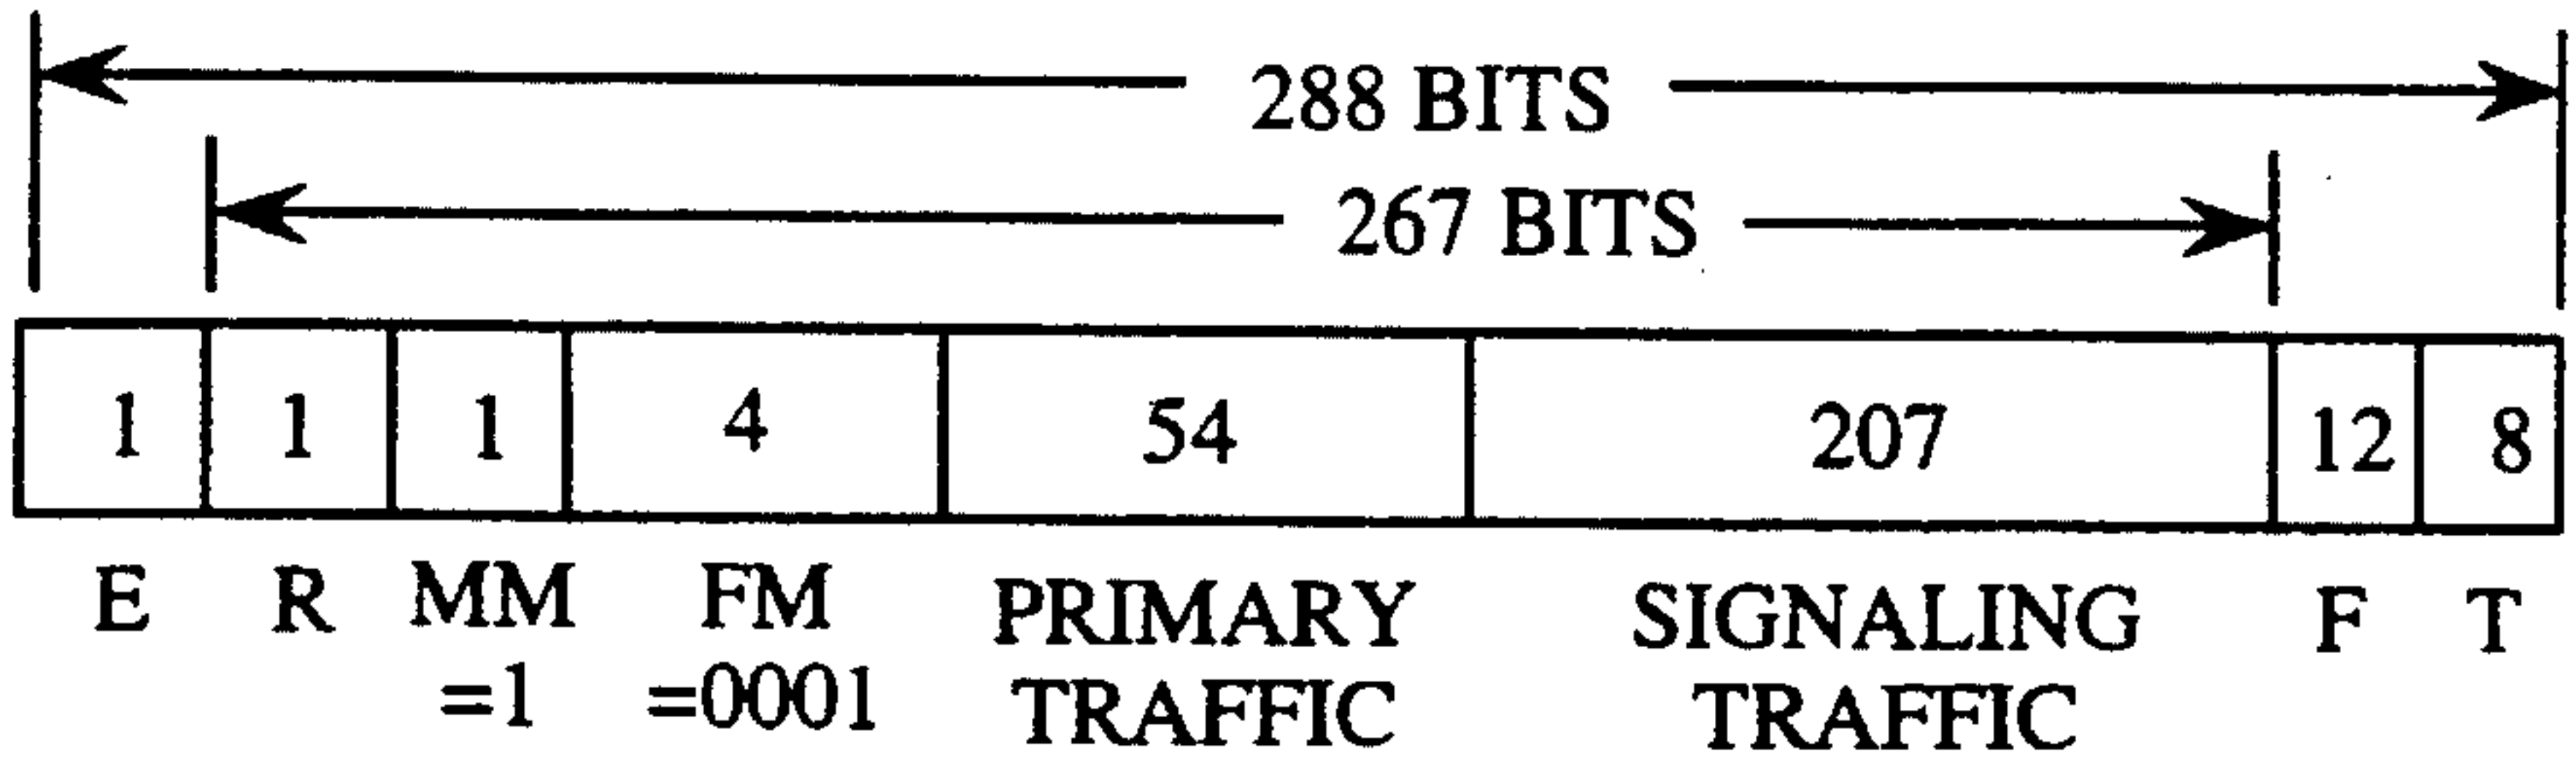 288 BITS
267 BITS
1 1 1 4 54 207 12 8
E R MM FM PRIMARY SIGNALING F T
=1 =0001 TRAFFIC TRAFFIC